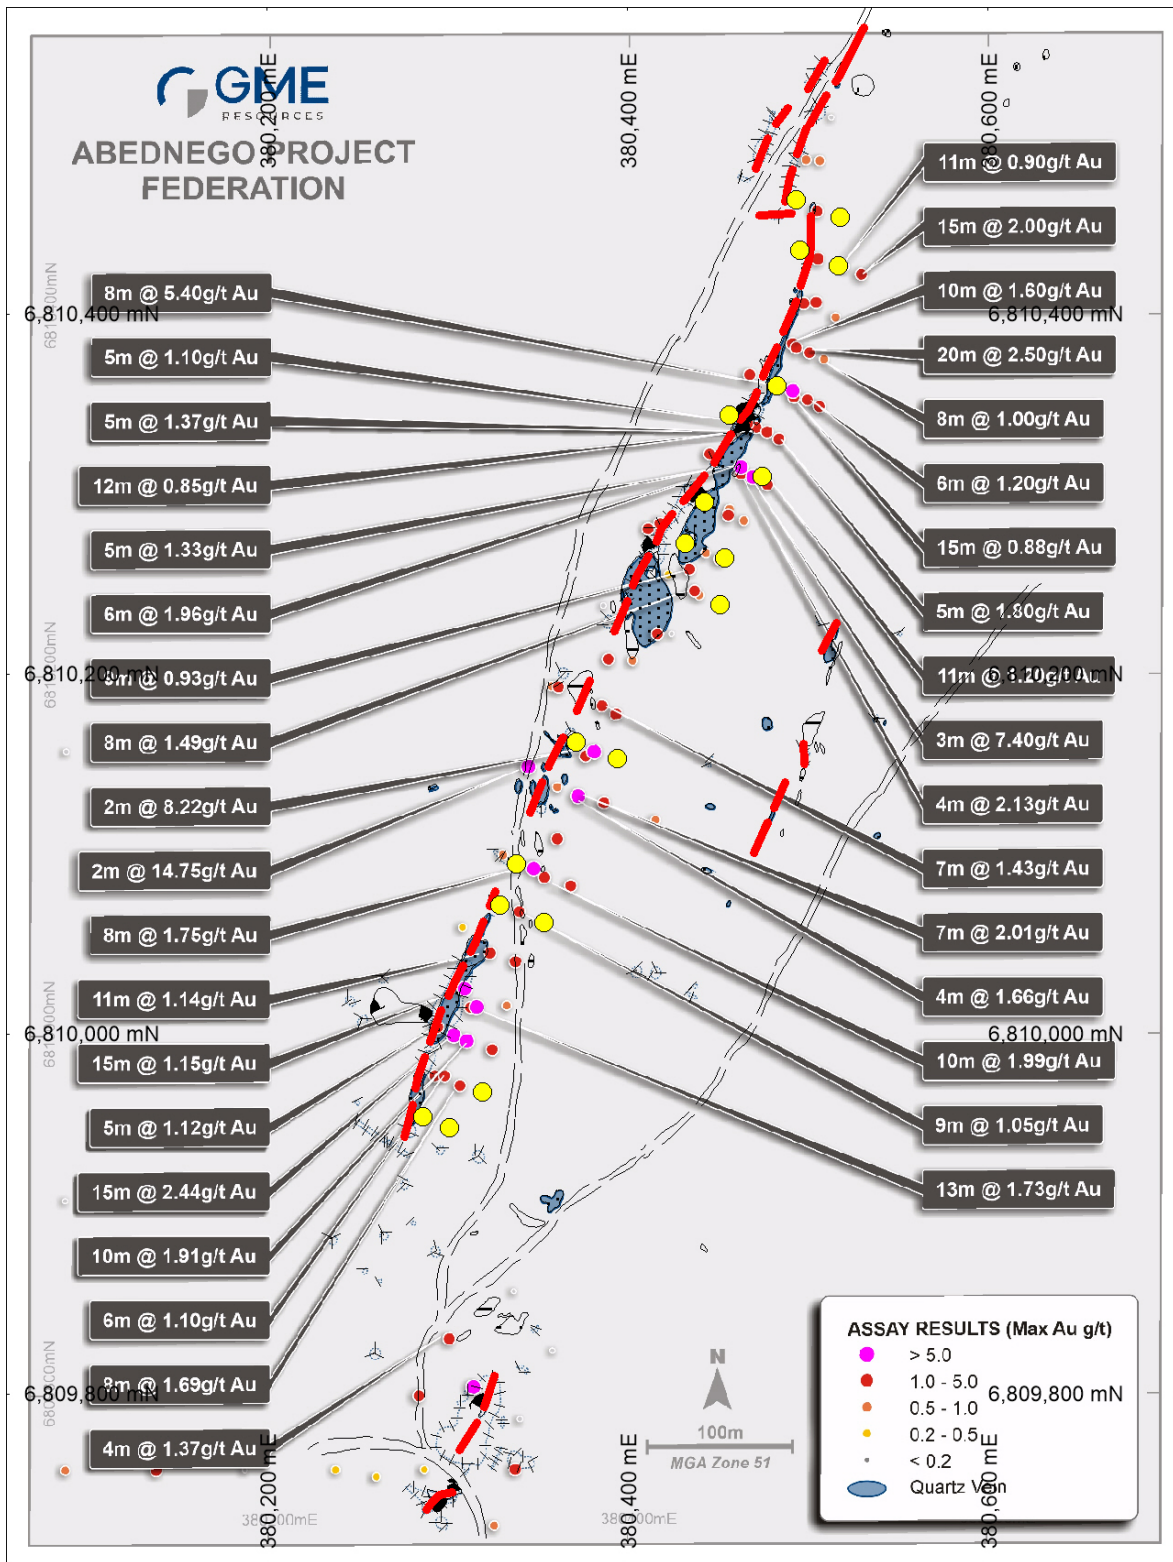 GME
RESOURCES
ABEDNEGO PROJECT
FEDERATION
380,200 mE
380,400 mE
380,600 mE
11m @ 0.90g/t Au
15m @ 2.00g/t Au
8m @ 5.40g/t Au
10m @ 1.60g/t Au
6,810,400 mN
6,810,400 mN
5m @ 1.10g/t Au
20m @ 2.50g/t Au
5m @ 1.37g/t Au
8m @ 1.00g/t Au
12m @ 0.85g/t Au
6m @ 1.20g/t Au
5m @ 1.33g/t Au
15m @ 0.88g/t Au
6m @ 1.96g/t Au
5m @ 1.80g/t Au
6,810,200 mN
6,810,200 mN
m @ 0.93g/t Au
11m @
g/t Au
8m @ 1.49g/t Au
3m @ 7.40g/t Au
2m @ 8.22g/t Au
4m @ 2.13g/t Au
2m @ 14.75g/t Au
7m @ 1.43g/t Au
8m @ 1.75g/t Au
7m @ 2.01g/t Au
11m @ 1.14g/t Au
4m @ 1.66g/t Au
6,810,000 mN
6,810,000 mN
15m @ 1.15g/t Au
10m @ 1.99g/t Au
5m @ 1.12g/t Au
9m @ 1.05g/t Au
15m @ 2.44g/t Au
13m @ 1.73g/t Au
10m @ 1.91g/t Au
6m @ 1.10g/t Au
8m @ 1.69g/t Au
6,809,800 mN
6,809,800 mN
4m @ 1.37g/t Au
N
100m
MGA Zone 51
ASSAY RESULTS (Max Au g/t)
> 5.0
1.0 - 5.0
0.5 - 1.0
0.2 - 0.5
< 0.2
Quartz Vein
380,200 mE
380,400 mE
380,600 mE